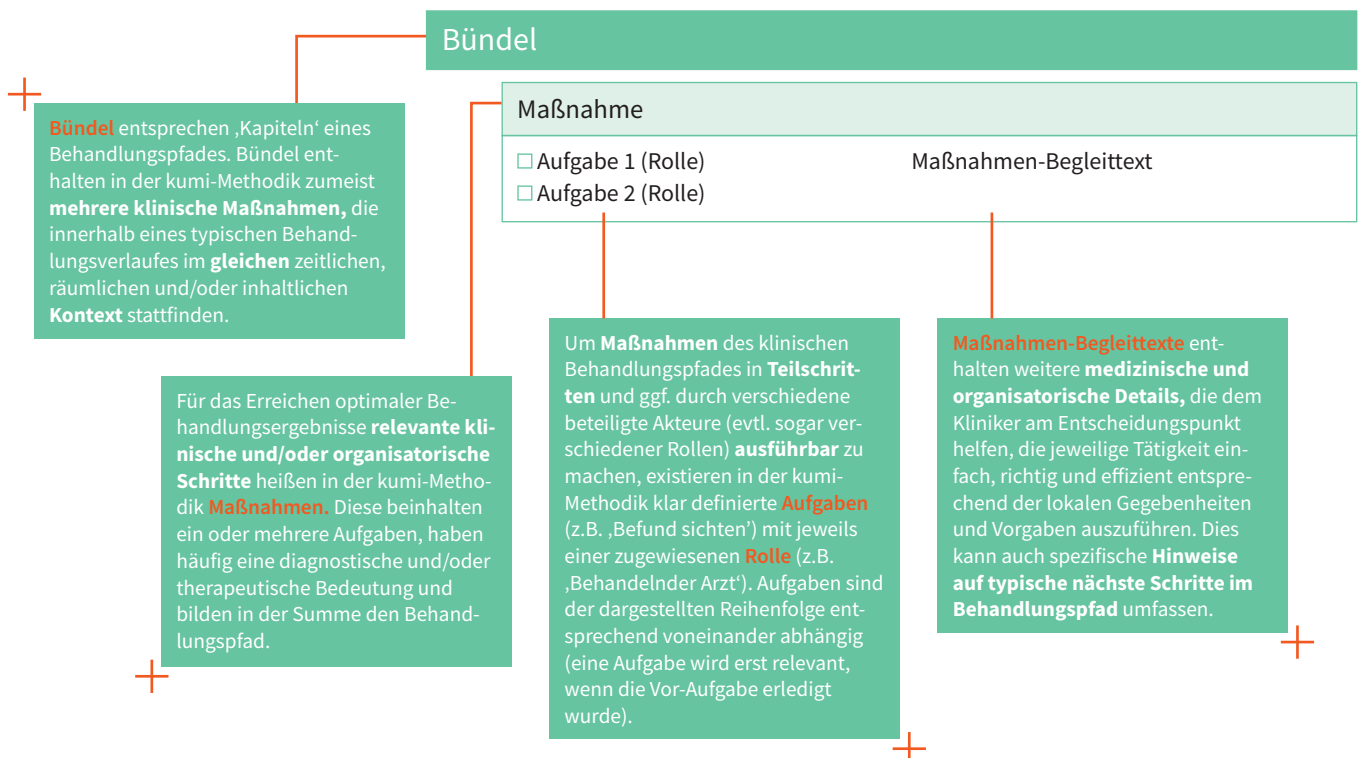 Bündel
Maßnahme
☐ Aufgabe 1 (Rolle)
☐ Aufgabe 2 (Rolle)
Maßnahmen-Begleittext
Bündel entsprechen ‚Kapiteln‘ eines
Behandlungspfades. Bündel ent-
halten in der kumi-Methodik zumeist
mehrere klinische Maßnahmen, die
innerhalb eines typischen Behand-
lungsverlaufes im gleichen zeitlichen,
räumlichen und/oder inhaltlichen
Kontext stattfinden.
Für das Erreichen optimaler Be-
handlungsergebnisse relevante kli-
nische und/oder organisatorische
Schritte heißen in der kumi-Metho-
dik Maßnahmen. Diese beinhalten
ein oder mehrere Aufgaben, haben
häufig eine diagnostische und/oder
therapeutische Bedeutung und
bilden in der Summe den Behand-
lungspfad.
Um Maßnahmen des klinischen
Behandlungspfades in Teilschrit-
ten und ggf. durch verschiedene
beteiligte Akteure (evtl. sogar ver-
schiedener Rollen) ausführbar zu
machen, existieren in der kumi-
Methodik klar definierte Aufgaben
(z.B. ‚Befund sichten’) mit jeweils
einer zugewiesenen Rolle (z.B.
‚Behandelnder Arzt‘). Aufgaben sind
der dargestellten Reihenfolge ent-
sprechend voneinander abhängig
(eine Aufgabe wird erst relevant,
wenn die Vor-Aufgabe erledigt
wurde).
Maßnahmen-Begleittexte ent-
halten weitere medizinische und
organisatorische Details, die dem
Kliniker am Entscheidungspunkt
helfen, die jeweilige Tätigkeit ein-
fach, richtig und effizient entspre-
chend der lokalen Gegebenheiten
und Vorgaben auszuführen. Dies
kann auch spezifische Hinweise
auf typische nächste Schritte im
Behandlungspfad umfassen.